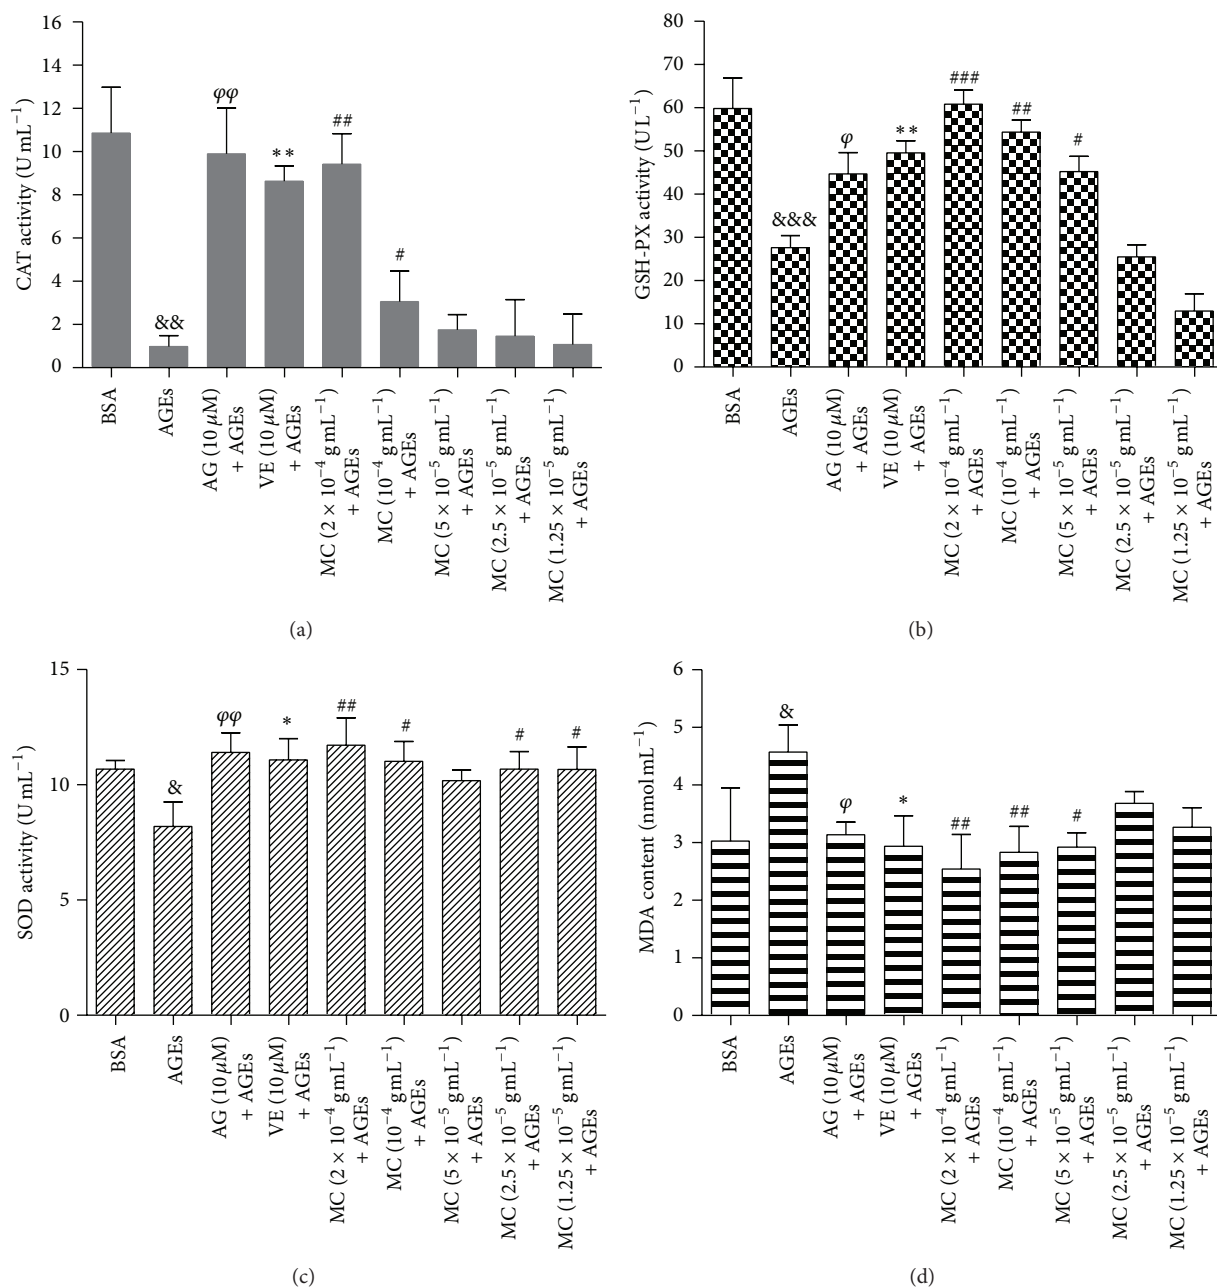 16
14
12
10
8
6
4
2
0
CAT activity (U mL−1)
&&
φφ
**
##
#
BSA
AGEs
AG (10 μM)
+ AGEs
VE (10 μM)
+ AGEs
MC (2 × 10−4 gmL−1)
+ AGEs
MC (10−4 gmL−1)
+ AGEs
MC (5 × 10−5 gmL−1)
+ AGEs
MC (2.5 × 10−5 gmL−1)
+ AGEs
MC (1.25 × 10−5 gmL−1)
+ AGEs
(a)
80
70
60
50
40
30
20
10
0
GSH-PX activity (U L−1)
&&&
φ
**
###
##
#
BSA
AGEs
AG (10 μM)
+ AGEs
VE (10 μM)
+ AGEs
MC (2 × 10−4 gmL−1)
+ AGEs
MC (10−4 gmL−1)
+ AGEs
MC (5 × 10−5 gmL−1)
+ AGEs
MC (2.5 × 10−5 gmL−1)
+ AGEs
MC (1.25 × 10−5 gmL−1)
+ AGEs
(b)
15
10
5
0
SOD activity (U mL−1)
&
φφ
*
##
#
#
#
BSA
AGEs
AG (10 μM)
+ AGEs
VE (10 μM)
+ AGEs
MC (2 × 10−4 gmL−1)
+ AGEs
MC (10−4 gmL−1)
+ AGEs
MC (5 × 10−5 gmL−1)
+ AGEs
MC (2.5 × 10−5 gmL−1)
+ AGEs
MC (1.25 × 10−5 gmL−1)
+ AGEs
(c)
6
5
4
3
2
1
0
MDA content (nmol mL−1)
&
φ
*
##
##
#
BSA
AGEs
AG (10 μM)
+ AGEs
VE (10 μM)
+ AGEs
MC (2 × 10−4 gmL−1)
+ AGEs
MC (10−4 gmL−1)
+ AGEs
MC (5 × 10−5 gmL−1)
+ AGEs
MC (2.5 × 10−5 gmL−1)
+ AGEs
MC (1.25 × 10−5 gmL−1)
+ AGEs
(d)